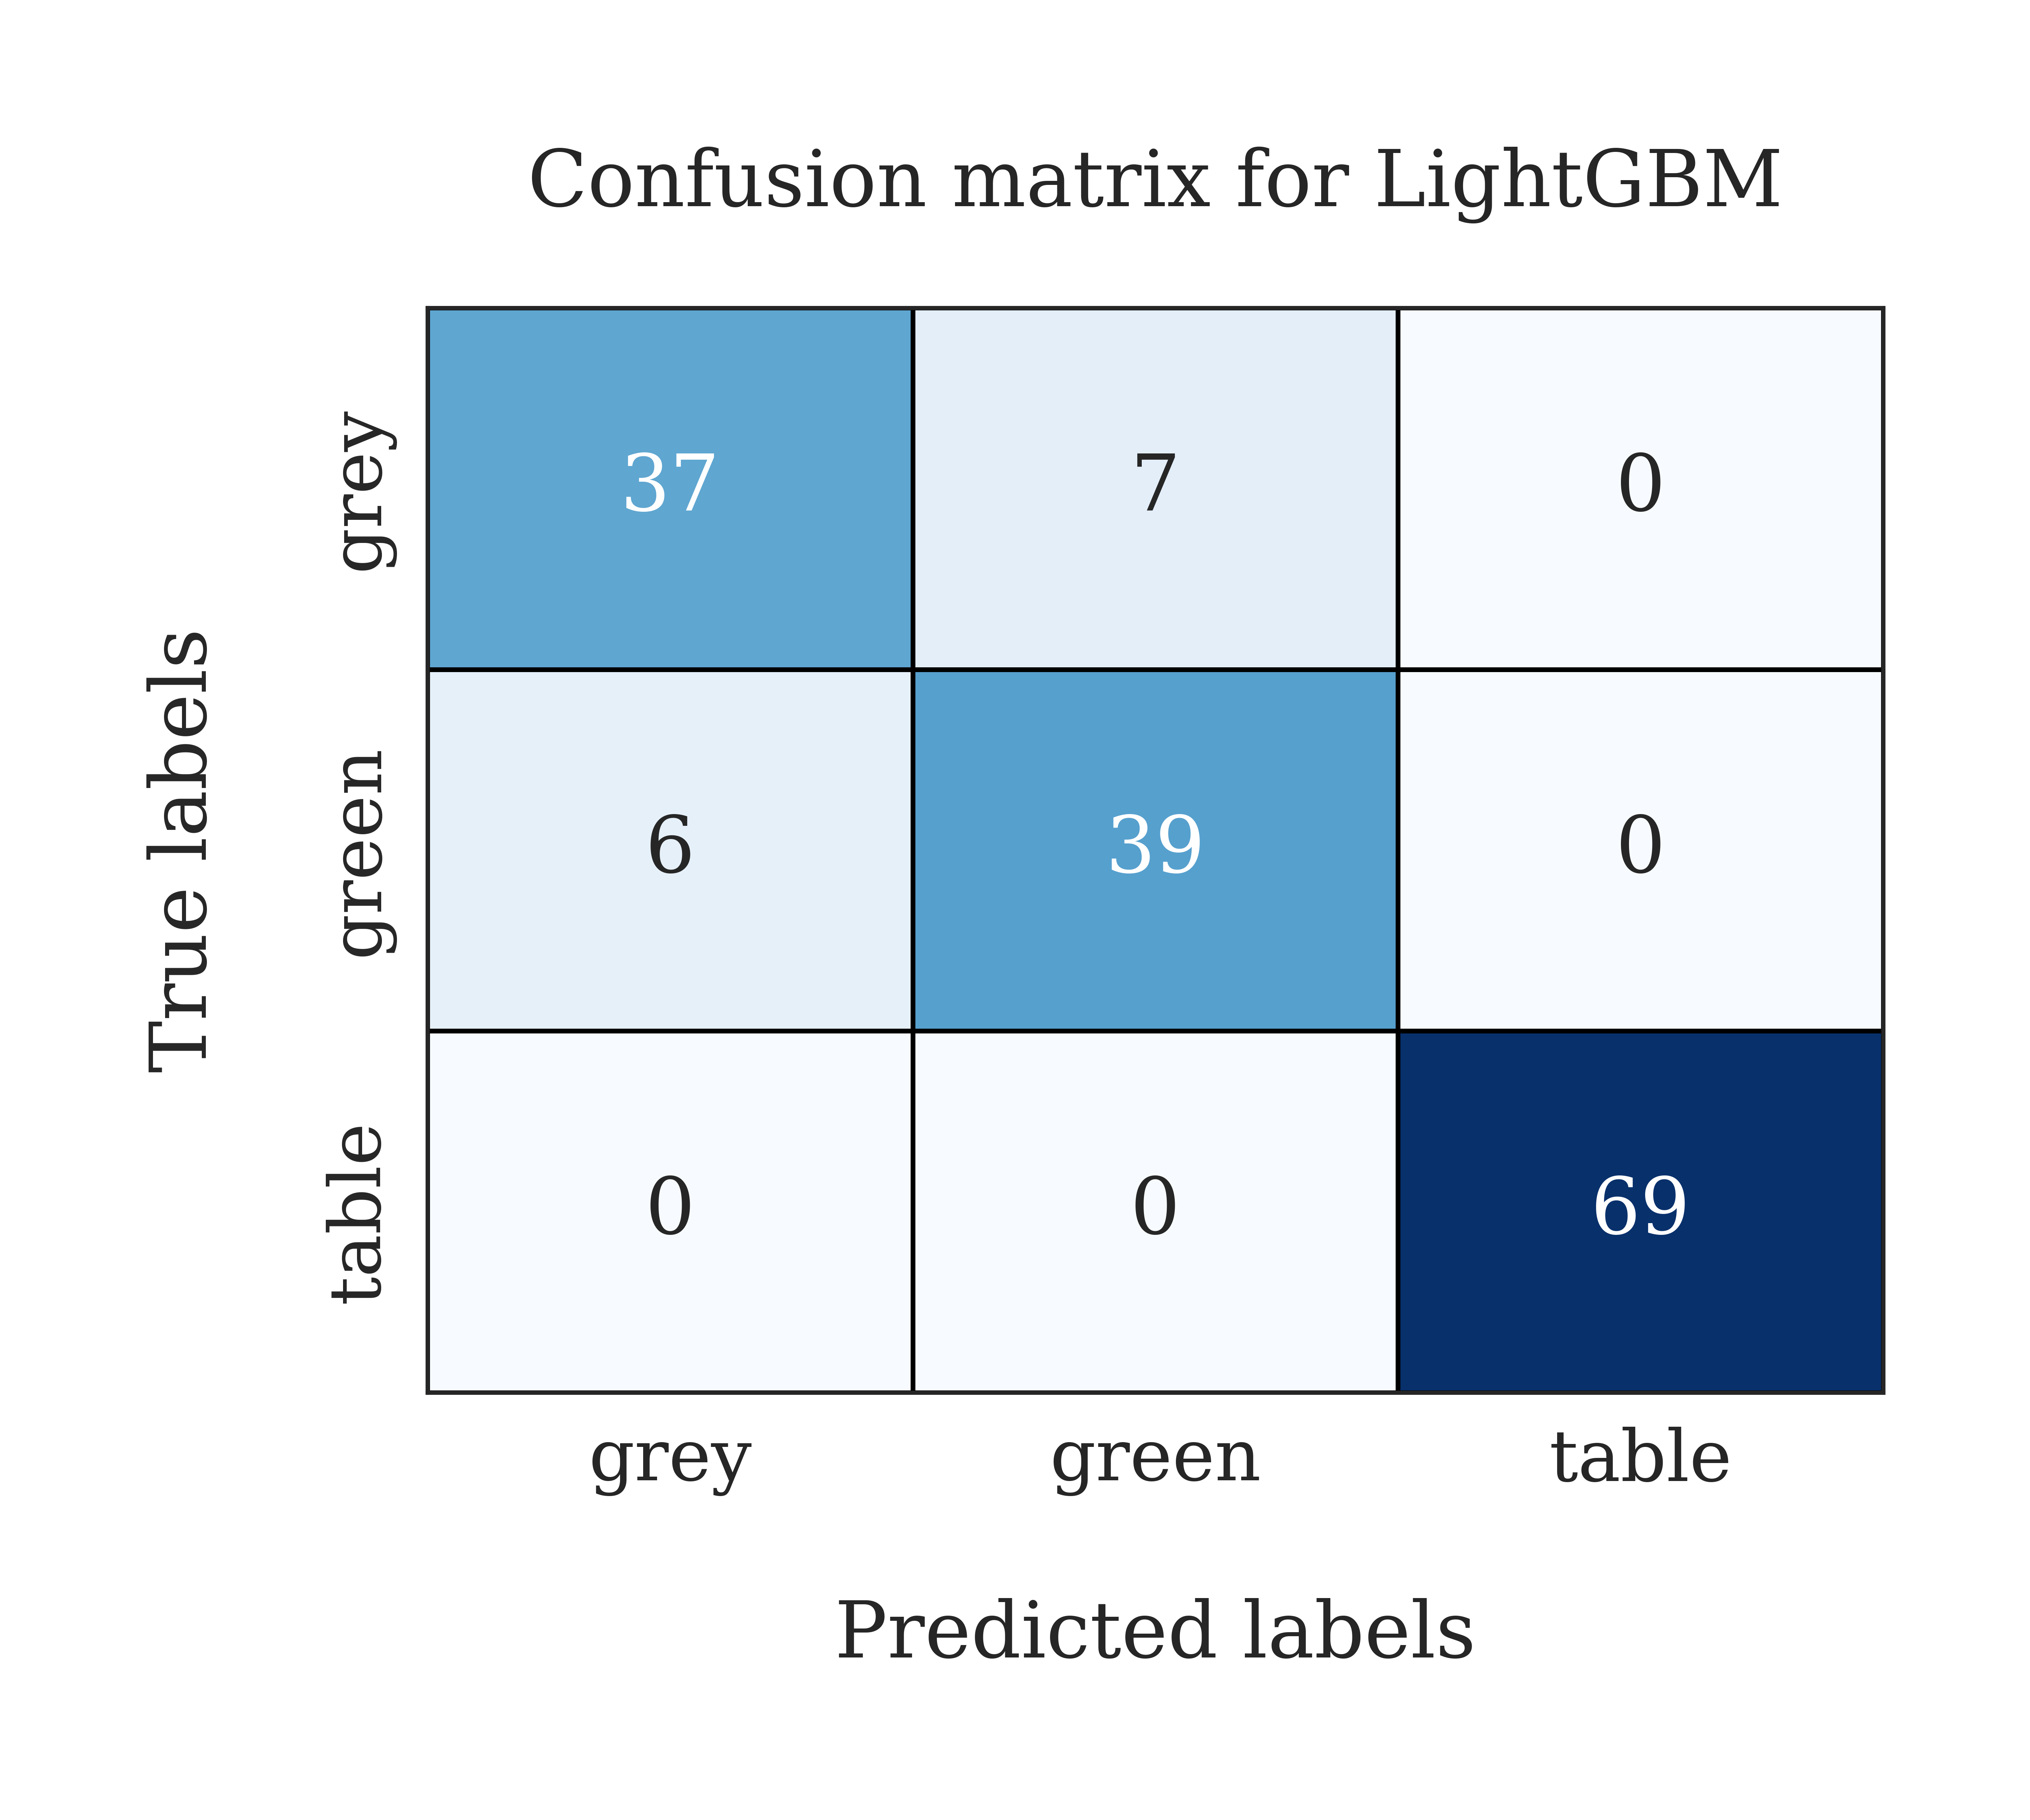 Confusion matrix for LightGBM
True labels
grey
37 7 0
green
6 39 0
table
0 0 69
grey green table
Predicted labels